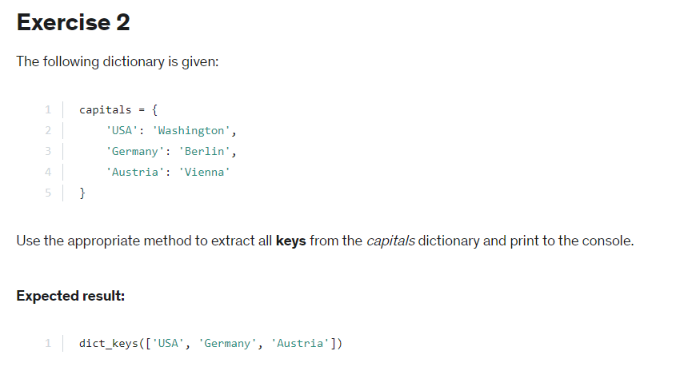 Exercise 2
The following dictionary is given:
1 capitals = {
2 'USA': 'Washington',
3 'Germany': 'Berlin',
4 'Austria': 'Vienna'
5 }
Use the appropriate method to extract all keys from the capitals dictionary and print to the console.
Expected result:
1 dict_keys(['USA', 'Germany', 'Austria'])